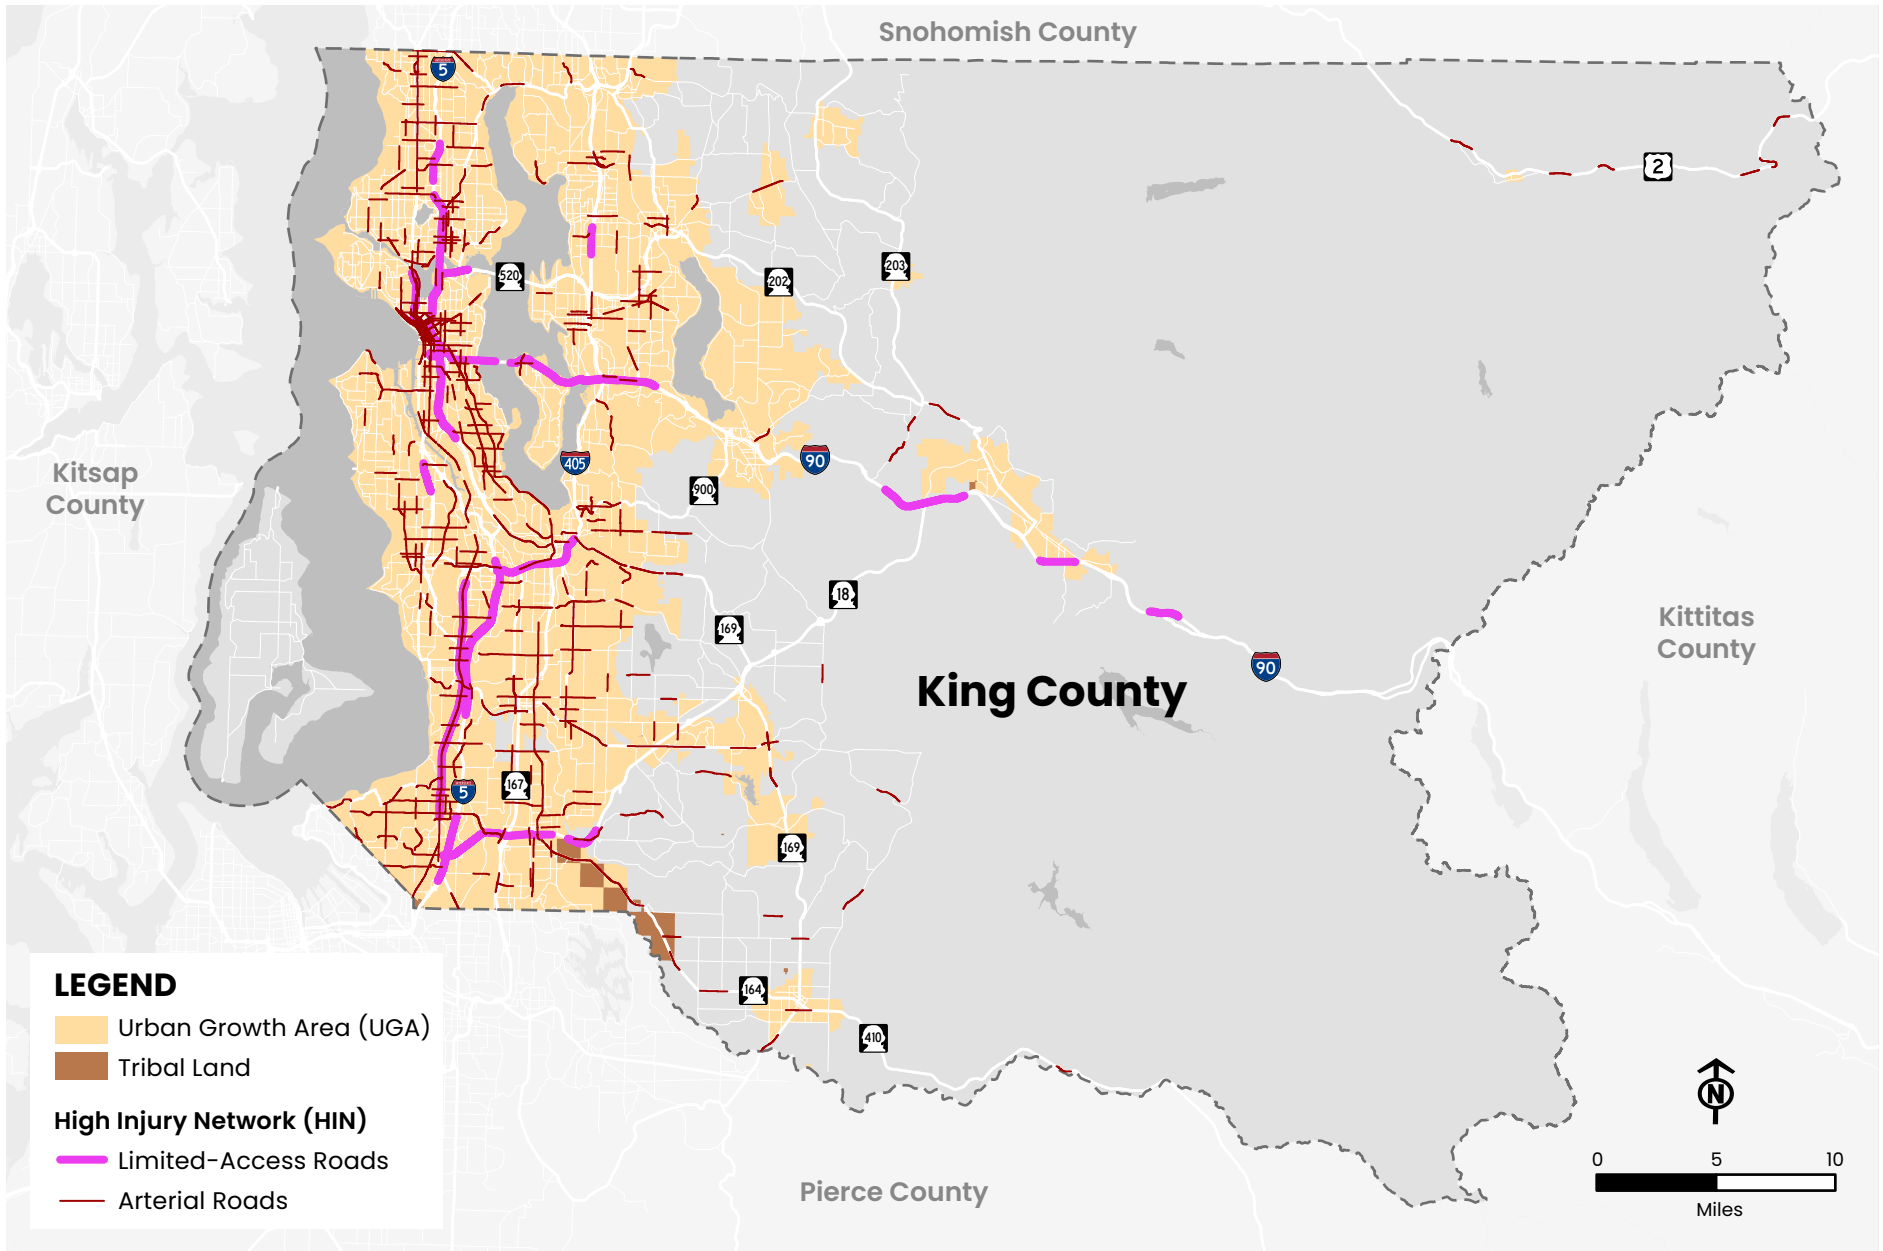 Snohomish County
5
2
520
202
203
Kitsap
County
405
90
900
18
169
Kittitas
County
90
King County
5
167
169
164
410
LEGEND
Urban Growth Area (UGA)
Tribal Land
High Injury Network (HIN)
Limited-Access Roads
Arterial Roads
Pierce County
N
0 5 10
Miles